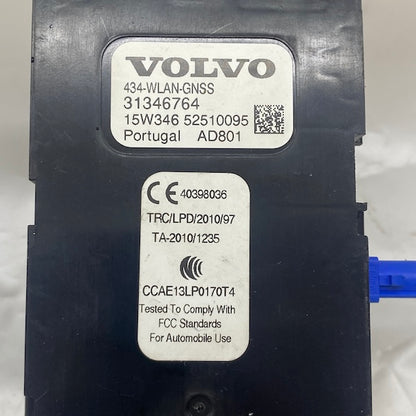 VOLVO
434-WLAN-GNSS
31346764
15W346 52510095
Portugal AD801
CE 40398036
TRC/LPD/2010/97
TA-2010/1235
CCAE13LP0170T4
Tested To Comply With
FCC Standards
For Automobile Use